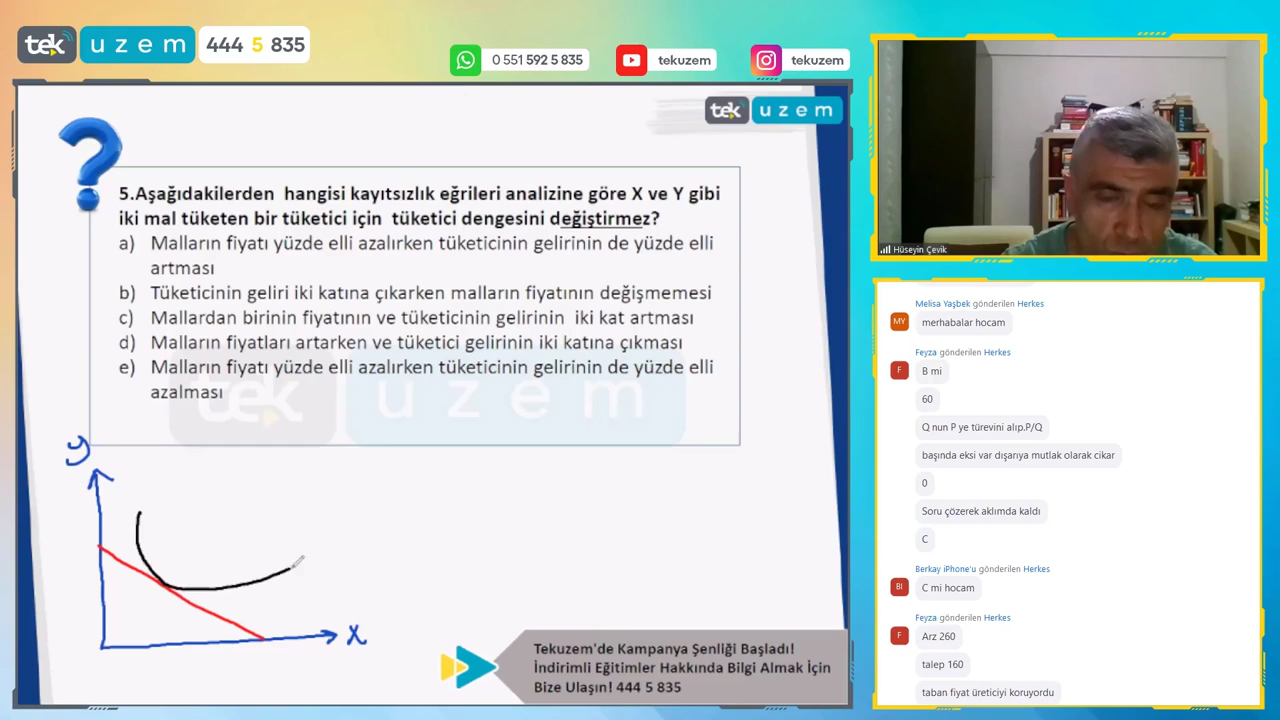 tek uzem 444 5 835
0 551 592 5 835
tekuzem
tekuzem
tek uzem
5.Aşağıdakilerden hangisi kayıtsızlık eğrileri analizine göre X ve Y gibi
iki mal tüketen bir tüketici için tüketici dengesini değiştirmez?
a) Malların fiyatı yüzde elli azalırken tüketicinin gelirinin de yüzde elli
artması
b) Tüketicinin geliri iki katına çıkarken malların fiyatının değişmemesi
c) Mallardan birinin fiyatının ve tüketicinin gelirinin iki kat artması
d) Malların fiyatları artarken ve tüketici gelirinin iki katına çıkması
e) Malların fiyatı yüzde elli azalırken tüketicinin gelirinin de yüzde elli
azalması
tek uzem
y
x
Tekuzem'de Kampanya Şenliği Başladı!
İndirimli Eğitimler Hakkında Bilgi Almak İçin
Bize Ulaşın! 444 5 835
Hüseyin Çevik
Melisa Yaşbek gönderilen Herkes
MY
merhabalar hocam
Feyza gönderilen Herkes
F
B mi
60
Q nun P ye türevini alıp.P/Q
başında eksi var dışarıya mutlak olarak cikar
0
Soru çözerek aklımda kaldı
C
Berkay iPhone'u gönderilen Herkes
BI
C mi hocam
Feyza gönderilen Herkes
F
Arz 260
talep 160
taban fiyat üreticiyi koruyordu